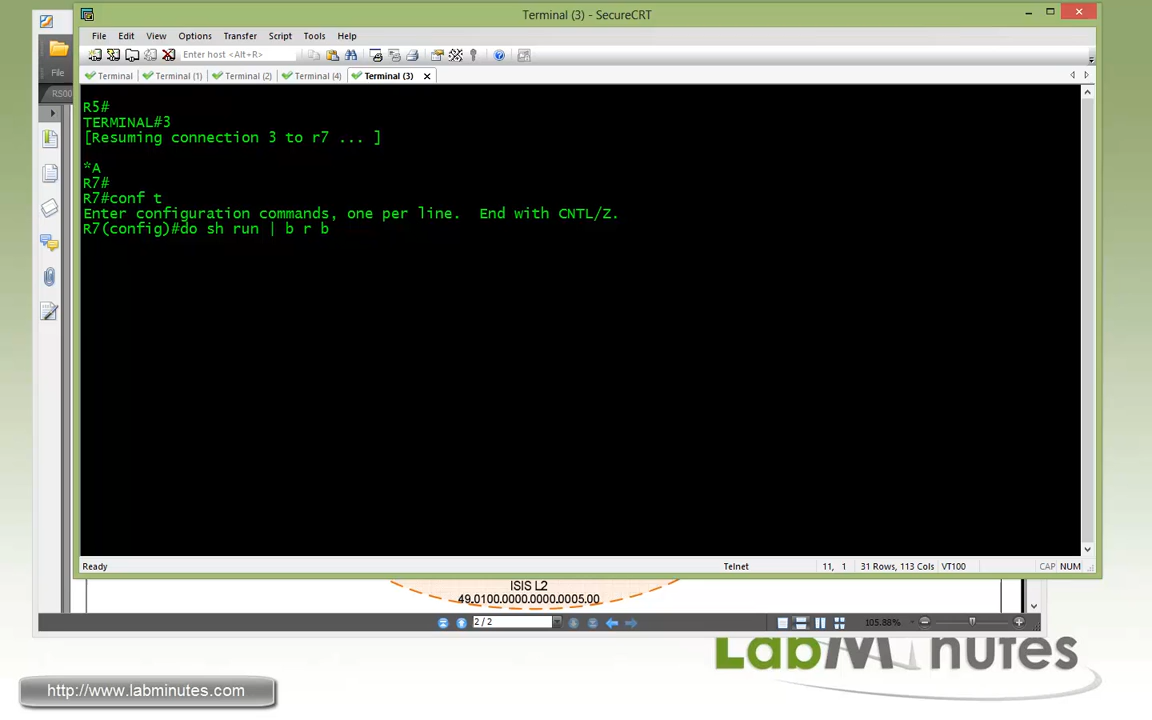 Terminal (3) - SecureCRT
File Edit View Options Transfer Script Tools Help
Enter host <Alt+R>
Terminal Terminal (1) Terminal (2) Terminal (4) Terminal (3)
File
R5#
TERMINAL#3
[Resuming connection 3 to r7 ... ]
*A
R7#
R7#conf t
Enter configuration commands, one per line.  End with CNTL/Z.
R7(config)#do sh run | b r b
Ready Telnet 11, 1 31 Rows, 113 Cols VT100 CAP NUM
ISIS L2
49.0100.0000.0000.0005.00
2 / 2 105.88%
LabMinutes
http://www.labminutes.com